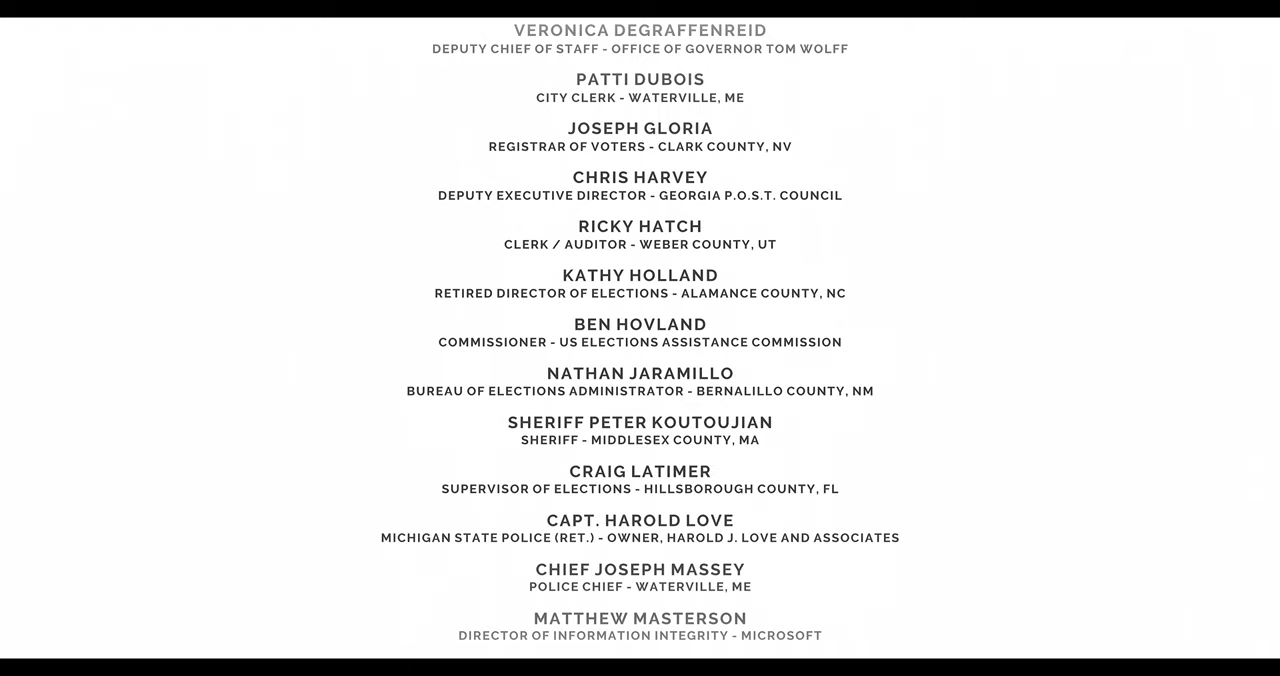 VERONICA DEGRAFFENREID
DEPUTY CHIEF OF STAFF - OFFICE OF GOVERNOR TOM WOLFF
PATTI DUBOIS
CITY CLERK - WATERVILLE, ME
JOSEPH GLORIA
REGISTRAR OF VOTERS - CLARK COUNTY, NV
CHRIS HARVEY
DEPUTY EXECUTIVE DIRECTOR - GEORGIA P.O.S.T. COUNCIL
RICKY HATCH
CLERK / AUDITOR - WEBER COUNTY, UT
KATHY HOLLAND
RETIRED DIRECTOR OF ELECTIONS - ALAMANCE COUNTY, NC
BEN HOVLAND
COMMISSIONER - US ELECTIONS ASSISTANCE COMMISSION
NATHAN JARAMILLO
BUREAU OF ELECTIONS ADMINISTRATOR - BERNALILLO COUNTY, NM
SHERIFF PETER KOUTOUJIAN
SHERIFF - MIDDLESEX COUNTY, MA
CRAIG LATIMER
SUPERVISOR OF ELECTIONS - HILLSBOROUGH COUNTY, FL
CAPT. HAROLD LOVE
MICHIGAN STATE POLICE (RET.) - OWNER, HAROLD J. LOVE AND ASSOCIATES
CHIEF JOSEPH MASSEY
POLICE CHIEF - WATERVILLE, ME
MATTHEW MASTERSON
DIRECTOR OF INFORMATION INTEGRITY - MICROSOFT